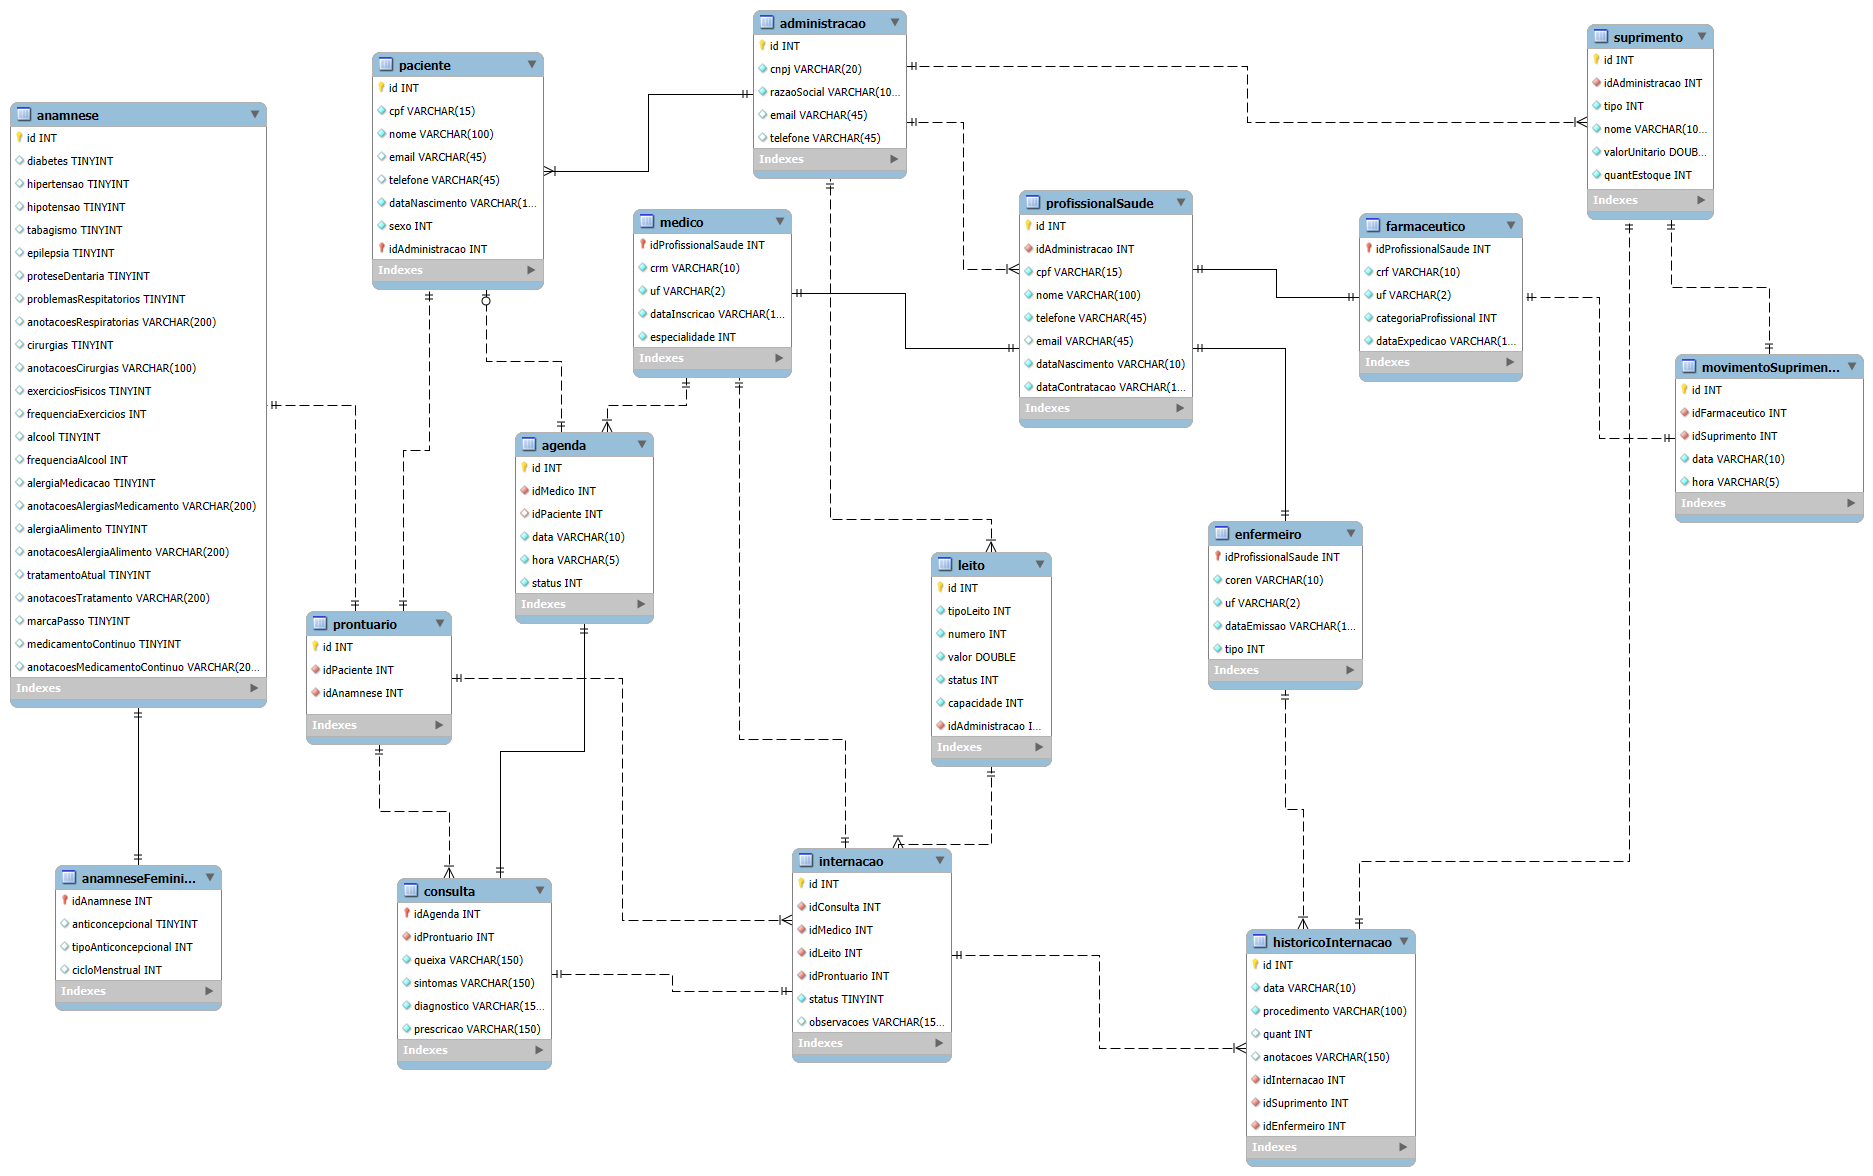 administracao
id INT
cnpj VARCHAR(20)
razaoSocial VARCHAR(10...
email VARCHAR(45)
telefone VARCHAR(45)
Indexes
suprimento
id INT
idAdministracao INT
tipo INT
nome VARCHAR(10...
valorUnitario DOUB...
quantEstoque INT
Indexes
paciente
id INT
cpf VARCHAR(15)
nome VARCHAR(100)
email VARCHAR(45)
telefone VARCHAR(45)
dataNascimento VARCHAR(1...
sexo INT
idAdministracao INT
Indexes
anamnese
id INT
diabetes TINYINT
hipertensao TINYINT
hipotensao TINYINT
tabagismo TINYINT
epilepsia TINYINT
proteseDentaria TINYINT
problemasRespitatorios TINYINT
anotacoesRespiratorias VARCHAR(200)
cirurgias TINYINT
anotacoesCirurgias VARCHAR(100)
exerciciosFisicos TINYINT
frequenciaExercicios INT
alcool TINYINT
frequenciaAlcool INT
alergiaMedicacao TINYINT
anotacoesAlergiasMedicamento VARCHAR(200)
alergiaAlimento TINYINT
anotacoesAlergiaAlimento VARCHAR(200)
tratamentoAtual TINYINT
anotacoesTratamento VARCHAR(200)
marcaPasso TINYINT
medicamentoContinuo TINYINT
anotacoesMedicamentoContinuo VARCHAR(20...
Indexes
medico
idProfissionalSaude INT
crm VARCHAR(10)
uf VARCHAR(2)
dataInscricao VARCHAR(1...
especialidade INT
Indexes
profissionalSaude
id INT
idAdministracao INT
cpf VARCHAR(15)
nome VARCHAR(100)
telefone VARCHAR(45)
email VARCHAR(45)
dataNascimento VARCHAR(10)
dataContratacao VARCHAR(1...
Indexes
farmaceutico
idProfissionalSaude INT
crf VARCHAR(10)
uf VARCHAR(2)
categoriaProfissional INT
dataExpedicao VARCHAR(1...
Indexes
movimentoSuprimen...
id INT
idFarmaceutico INT
idSuprimento INT
data VARCHAR(10)
hora VARCHAR(5)
Indexes
agenda
id INT
idMedico INT
idPaciente INT
data VARCHAR(10)
hora VARCHAR(5)
status INT
Indexes
enfermeiro
idProfissionalSaude INT
coren VARCHAR(10)
uf VARCHAR(2)
dataEmissao VARCHAR(1...
tipo INT
Indexes
leito
id INT
tipoLeito INT
numero INT
valor DOUBLE
status INT
capacidade INT
idAdministracao I...
Indexes
prontuario
id INT
idPaciente INT
idAnamnese INT
Indexes
anamneseFemini...
idAnamnese INT
anticoncepcional TINYINT
tipoAnticoncepcional INT
cicloMenstrual INT
Indexes
consulta
idAgenda INT
idProntuario INT
queixa VARCHAR(150)
sintomas VARCHAR(150)
diagnostico VARCHAR(15...
prescricao VARCHAR(150)
Indexes
internacao
id INT
idConsulta INT
idMedico INT
idLeito INT
idProntuario INT
status TINYINT
observacoes VARCHAR(15...
Indexes
historicoInternacao
id INT
data VARCHAR(10)
procedimento VARCHAR(100)
quant INT
anotacoes VARCHAR(150)
idInternacao INT
idSuprimento INT
idEnfermeiro INT
Indexes